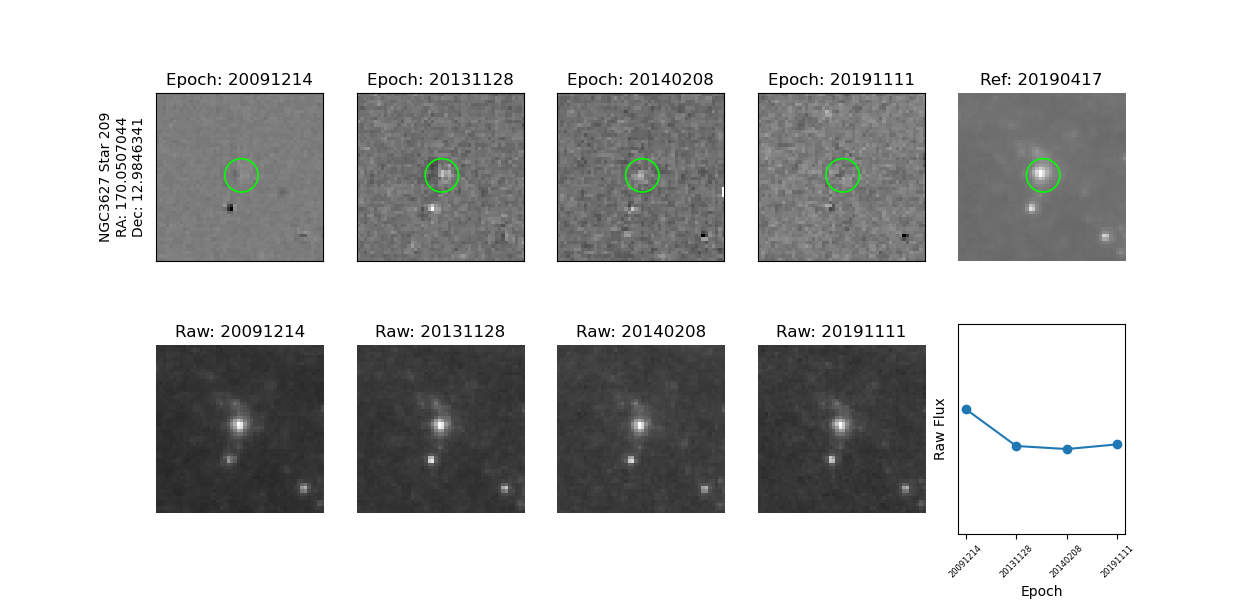 Epoch: 20091214
Epoch: 20131128
Epoch: 20140208
Epoch: 20191111
Ref: 20190417
NGC3627 Star 209
RA: 170.0507044
Dec: 12.9846341
Raw: 20091214
Raw: 20131128
Raw: 20140208
Raw: 20191111
Raw Flux
20091214
20131128
20140208
20191111
Epoch